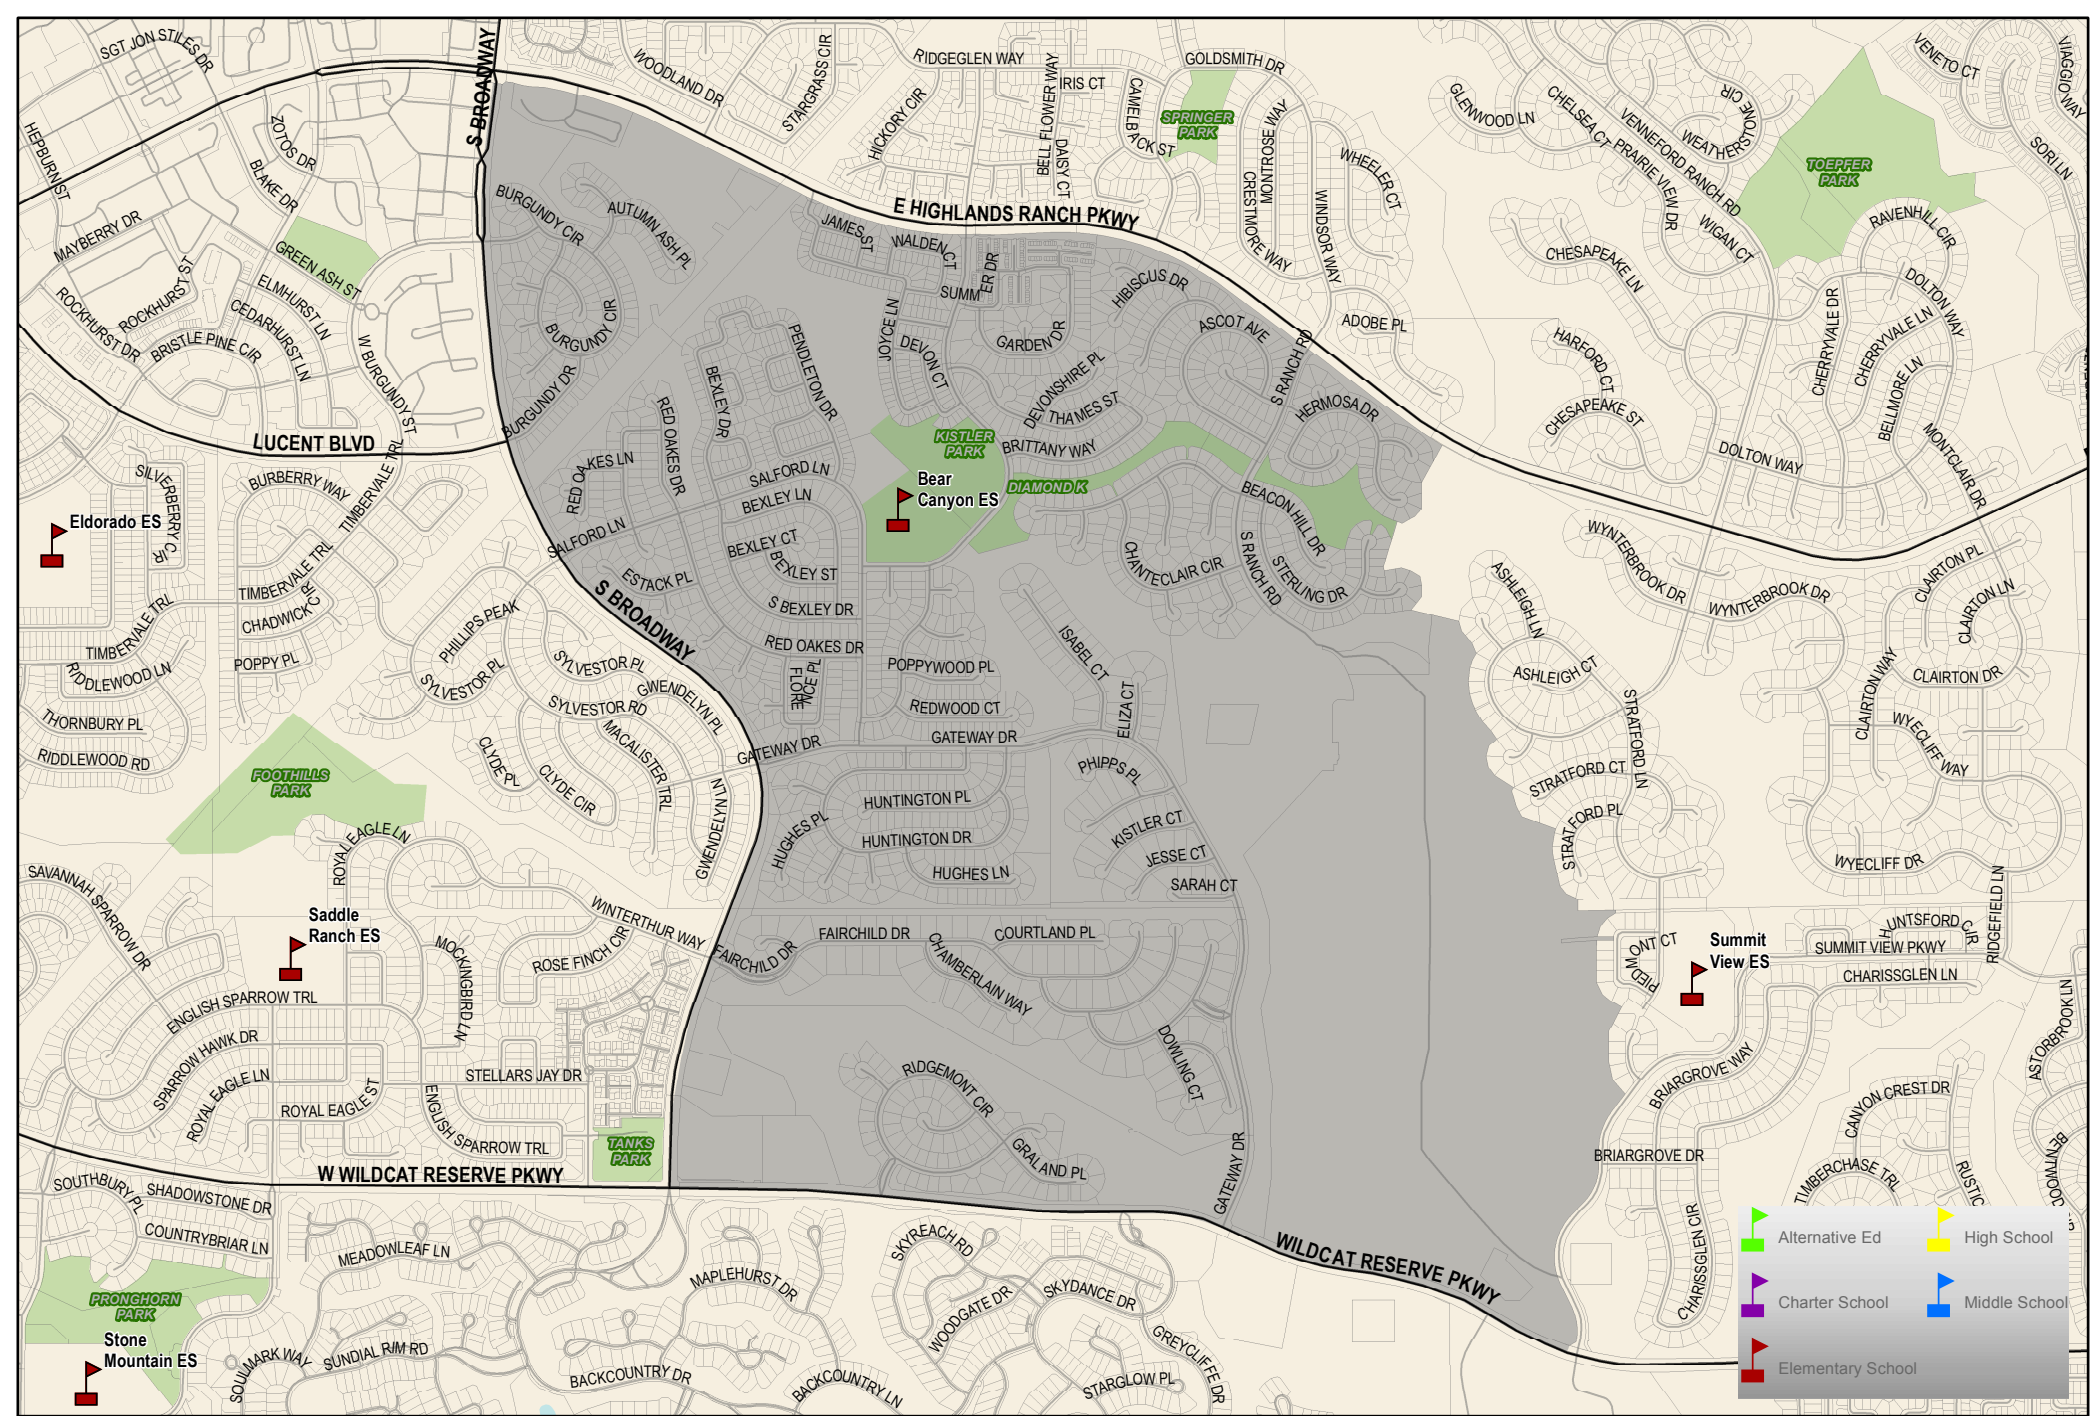 SGT JON STILES DR
S BROADWAY
WOODLAND DR
STARGRASS CIR
RIDGEGLEN WAY
HICKORY CIR
BELL FLOWER WAY
IRIS CT
DAISY CT
CAMELBACK ST
GOLDSMITH DR
SPRINGER
PARK
MONTROSE WAY
CRESTMORE WAY
WINDSOR WAY
WHEELER CT
GLENWOOD LN
CHELSEA CT
PRAIRIE VIEW DR
VENNEFORD RANCH RD
WEATHERSTONE CIR
WIGAN CT
TOEPFER
PARK
VENETO CT
VIAGGIO WAY
SORI LN
HEPBURN ST
ZOTOS DR
BLAKE DR
MAYBERRY DR
GREEN ASH ST
ROCKHURST ST
ROCKHURST DR
ELMHURST LN
CEDARHURST LN
BRISTLE PINE CIR
W BURGUNDY ST
LUCENT BLVD
BURGUNDY CIR
AUTUMN ASH PL
BURGUNDY CIR
BURGUNDY DR
E HIGHLANDS RANCH PKWY
JAMES ST
WALDEN CT
SUMMER DR
JOYCE LN
DEVON CT
GARDEN DR
HIBISCUS DR
ASCOT AVE
DEVONSHIRE PL
THAMES ST
BRITTANY WAY
S RANCH RD
HERMOSA DR
ADOBE PL
CHESAPEAKE LN
HARFORD CT
CHESAPEAKE ST
RAVENHILL CIR
DOLTON WAY
CHERRYVALE DR
CHERRYVALE LN
BELLMORE LN
MONTCLAIR DR
DOLTON WAY
PENDLETON DR
BEXLEY DR
RED OAKES DR
RED OAKES LN
SALFORD LN
BEXLEY LN
SALFORD LN
BEXLEY CT
BEXLEY ST
S BEXLEY DR
ESTACK PL
RED OAKES DR
FLORENCE PL
KISTLER
PARK
DIAMOND K
Bear
Canyon ES
BEACON HILL DR
S RANCH RD
STERLING DR
CHANTECLAIR CIR
SILVERBERRY CIR
BURBERRY WAY
TIMBERVALE TRL
Eldorado ES
TIMBERVALE TRL
CHADWICK CIR
POPPY PL
TIMBERVALE TRL
RIDDLEWOOD LN
THORNBURY PL
RIDDLEWOOD RD
PHILLIPS PEAK
SYLVESTOR PL
SYLVESTOR PL
SYLVESTOR RD
GWENDELYN PL
MACALISTER TRL
CLYDE PL
CLYDE CIR
GWENDELYN LN
S BROADWAY
POPPYWOOD PL
REDWOOD CT
GATEWAY DR
GATEWAY DR
ISABEL CT
ELIZA CT
PHIPPS PL
KISTLER CT
JESSE CT
SARAH CT
HUNTINGTON PL
HUNTINGTON DR
HUGHES PL
HUGHES LN
WYNTERBROOK DR
WYNTERBROOK DR
ASHLEIGH LN
ASHLEIGH CT
STRATFORD LN
STRATFORD CT
STRATFORD PL
CLAIRTON PL
CLAIRTON LN
CLAIRTON DR
CLAIRTON WAY
WYECLIFF WAY
WYECLIFF DR
FOOTHILLS
PARK
ROYAL EAGLE LN
SAVANNAH SPARROW DR
Saddle
Ranch ES
MOCKINGBIRD LN
WINTERTHUR WAY
ROSE FINCH CIR
ENGLISH SPARROW TRL
SPARROW HAWK DR
ROYAL EAGLE LN
ROYAL EAGLE ST
STELLARS JAY DR
ENGLISH SPARROW TRL
TANKS
PARK
FAIRCHILD DR
FAIRCHILD DR
COURTLAND PL
CHAMBERLAIN WAY
DOWLING CT
RIDGEMONT CIR
GRALAND PL
GATEWAY DR
PIEDMONT CT
Summit
View ES
HUNTSFORD CIR
SUMMIT VIEW PKWY
RIDGEFIELD LN
CHARISSGLEN LN
ASTORBROOK LN
BRIARGROVE WAY
CANYON CREST DR
BRIARGROVE DR
TIMBERCHASE TRL
RUSTIC
CHARISSGLEN CIR
W WILDCAT RESERVE PKWY
WILDCAT RESERVE PKWY
SOUTHBURY PL
SHADOWSTONE DR
COUNTRYBRIAR LN
MEADOWLEAF LN
PRONGHORN
PARK
Stone
Mountain ES
SOULMARK WAY
SUNDIAL RIM RD
BACKCOUNTRY DR
MAPLEHURST DR
BACKCOUNTRY LN
SKYREACH RD
WOODGATE DR
SKYDANCE DR
GREYCLIFFE DR
STARGLOW PL
Alternative Ed
High School
Charter School
Middle School
Elementary School